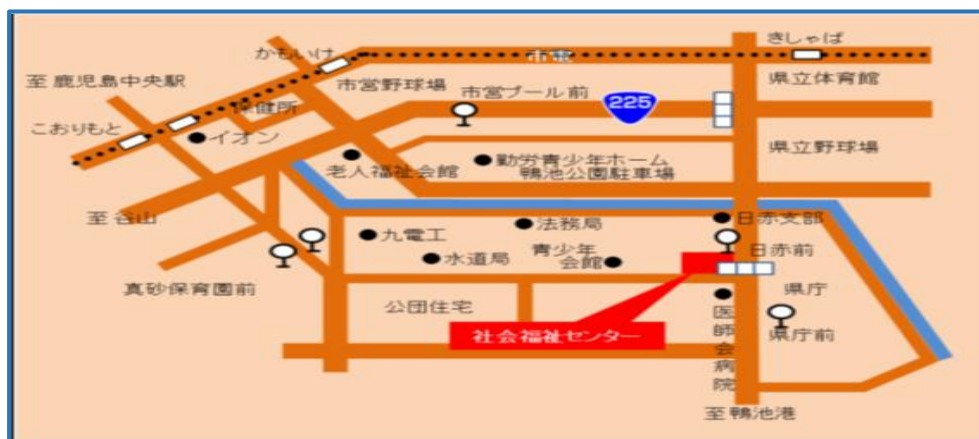 きしゃば
かもいけ
市電
至 鹿児島中央駅
市営野球場
市営プール前
県立体育館
225
保健所
こおりもと
イオン
県立野球場
老人福祉会館
勤労青少年ホーム
鴨池公園駐車場
至 谷山
法務局
日赤支部
九電工
青少年
会館
日赤前
水道局
真砂保育園前
県庁
公団住宅
社会福祉センター
医師会病院
県庁前
至 鴨池港